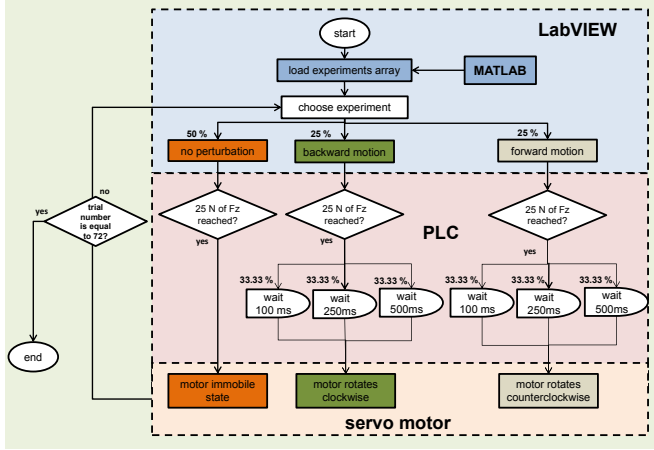 LabVIEW
start
load experiments array
MATLAB
choose experiment
50 %
25 %
25 %
no perturbation
backward motion
forward motion
no
yes
trial
number
is equal
to 72?
25 N of Fz
reached?
25 N of Fz
reached?
25 N of Fz
reached?
PLC
yes
yes
yes
33.33 %
33.33 %
33.33 %
33.33 %
33.33 %
33.33 %
wait
100 ms
wait
250ms
wait
500ms
wait
100 ms
wait
250ms
wait
500ms
end
motor immobile
state
motor rotates
clockwise
motor rotates
counterclockwise
servo motor